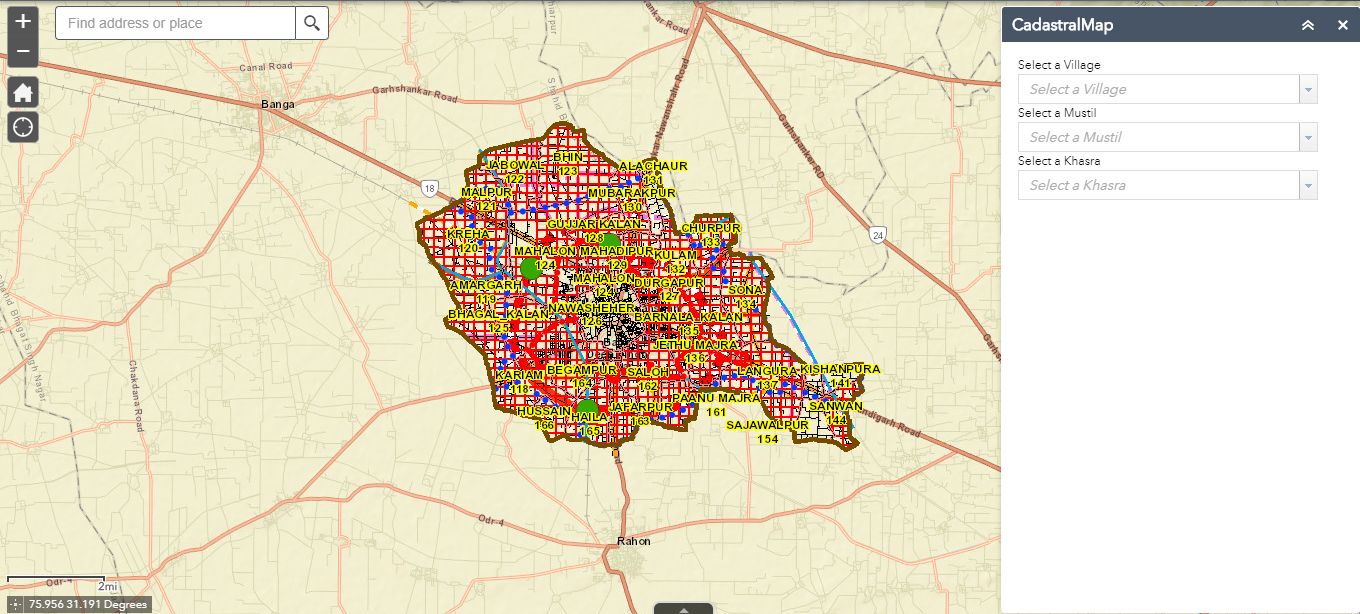 +
Find address or place
−
CadastralMap
Select a Village
Select a Village
Select a Mustil
Select a Mustil
Select a Khasra
Select a Khasra
Canal Road
Garhshankar Road
Banga
Garhshankar RD
18
24
Chakdana Road
Shahid Bhagat Singh Nagar
BHIN
123
JABOWAL
122
ALACHAUR
131
MALPUR
121
MUBARAKPUR
130
GUJJAR KALAN
128
CHURPUR
133
KREHA
120
MAHALON
124
MAHADIPUR
129
KULAM
132
MAHALON
124
DURGAPUR
127
AMARGARH
119
SONA
134
BHAGAL KALAN
125
NAWASHEHER
126
BARNALA KALAN
135
JETHU MAJRA
136
KARIAM
118
BEGAMPUR
164
SALOH
162
LANGURA
137
KISHANPURA
141
HUSSAIN
166
HAILA
165
JAFARPUR
163
PAANU MAJRA
161
SANWAN
144
SAJAWALPUR
154
Odr-4
Rahon
Odr-4
2mi
75.956 31.191 Degrees